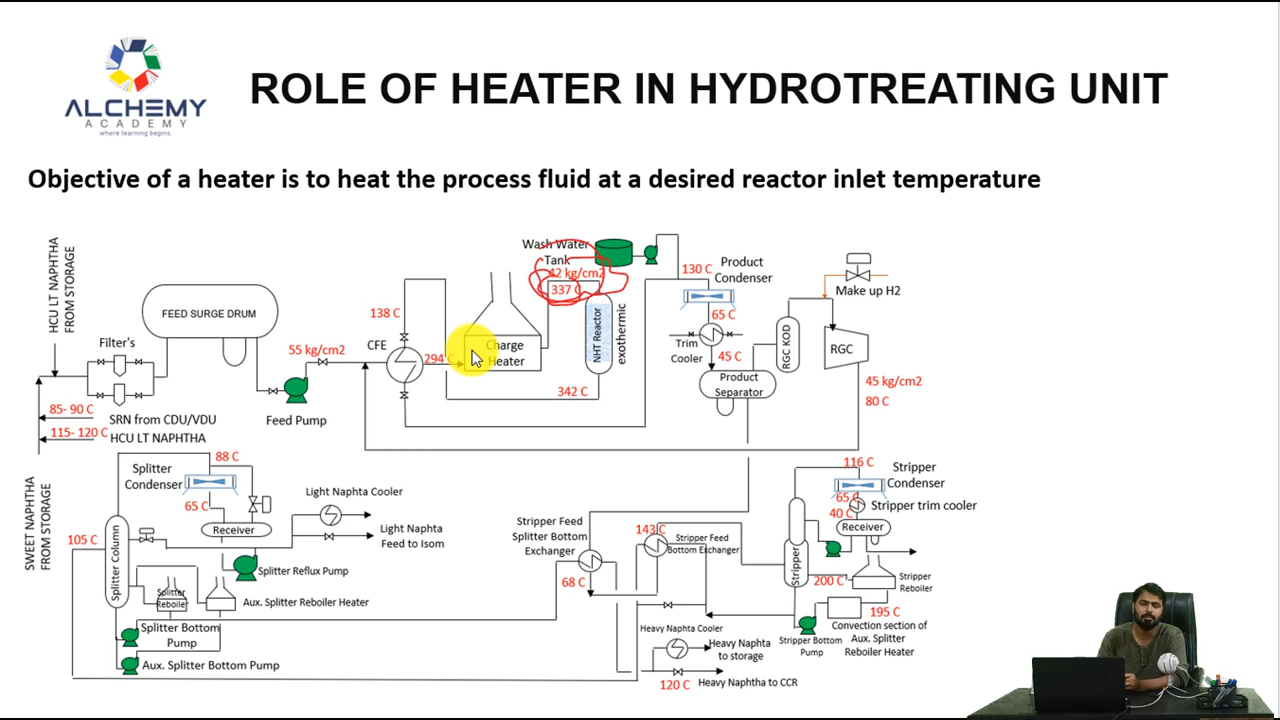 ALCHEMY
ACADEMY
where learning begins
ROLE OF HEATER IN HYDROTREATING UNIT
Objective of a heater is to heat the process fluid at a desired reactor inlet temperature
HCU LT NAPHTHA
FROM STORAGE
FEED SURGE DRUM
Filter's
85- 90 C
SRN from CDU/VDU
115- 120 C
HCU LT NAPHTHA
55 kg/cm2
Feed Pump
138 C
CFE
294 C
Charge
Heater
Wash Water
Tank
42 kg/cm2
337 C
NHT Reactor
exothermic
342 C
130 C
Product
Condenser
65 C
Trim
Cooler
45 C
Product
Separator
RGC KOD
Make up H2
RGC
45 kg/cm2
80 C
SWEET NAPHTHA
FROM STORAGE
88 C
Splitter
Condenser
65 C
Receiver
105 C
Splitter Column
Light Naphta Cooler
Light Naphta
Feed to Isom
Splitter Reflux Pump
Splitter
Reboiler
Aux. Splitter Reboiler Heater
Splitter Bottom
Pump
Aux. Splitter Bottom Pump
Stripper Feed
Splitter Bottom
Exchanger
68 C
143 C
Stripper Feed
Bottom Exchanger
Heavy Naphta Cooler
Heavy Naphta
to storage
120 C
Heavy Naphtha to CCR
116 C
Stripper
Condenser
65 C
Stripper trim cooler
40 C
Receiver
Stripper
200 C
Stripper
Reboiler
195 C
Convection section of
Aux. Splitter
Reboiler Heater
Stripper Bottom
Pump